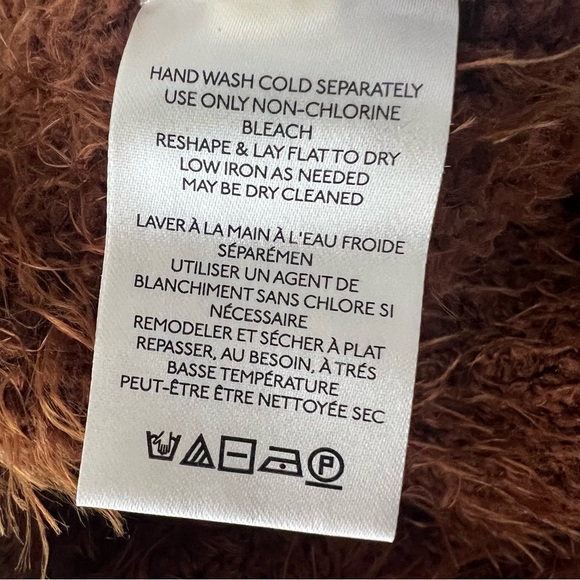 HAND WASH COLD SEPARATELY
USE ONLY NON-CHLORINE
BLEACH
RESHAPE & LAY FLAT TO DRY
LOW IRON AS NEEDED
MAY BE DRY CLEANED
LAVER À LA MAIN À L'EAU FROIDE
SÉPARÉMEN
UTILISER UN AGENT DE
BLANCHIMENT SANS CHLORE SI
NÉCESSAIRE
REMODELER ET SÉCHER À PLAT
REPASSER, AU BESOIN, À TRÉS
BASSE TEMPÉRATURE
PEUT-ÊTRE ÊTRE NETTOYÉE SEC
P